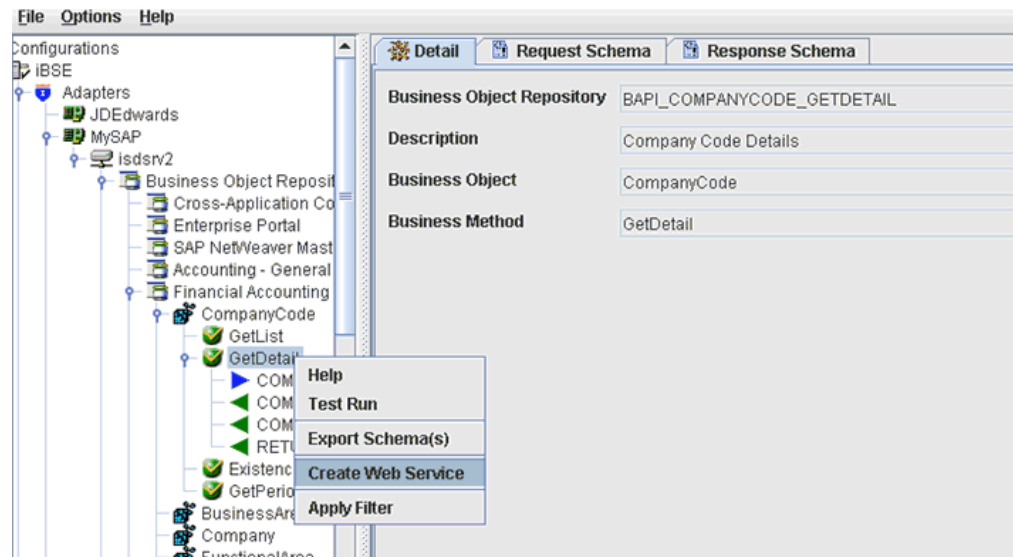 File Options Help
Configurations
iBSE
Adapters
JDEdwards
MySAP
isdsrv2
Business Object Reposit
Cross-Application Co
Enterprise Portal
SAP NetWeaver Mast
Accounting - General
Financial Accounting
CompanyCode
GetList
GetDetail
COM
COM
COM
RETU
Existenc
GetPerio
BusinessAre
Company
FunctionalArea
Help
Test Run
Export Schema(s)
Create Web Service
Apply Filter
Detail Request Schema Response Schema
Business Object Repository BAPI_COMPANYCODE_GETDETAIL
Description Company Code Details
Business Object CompanyCode
Business Method GetDetail